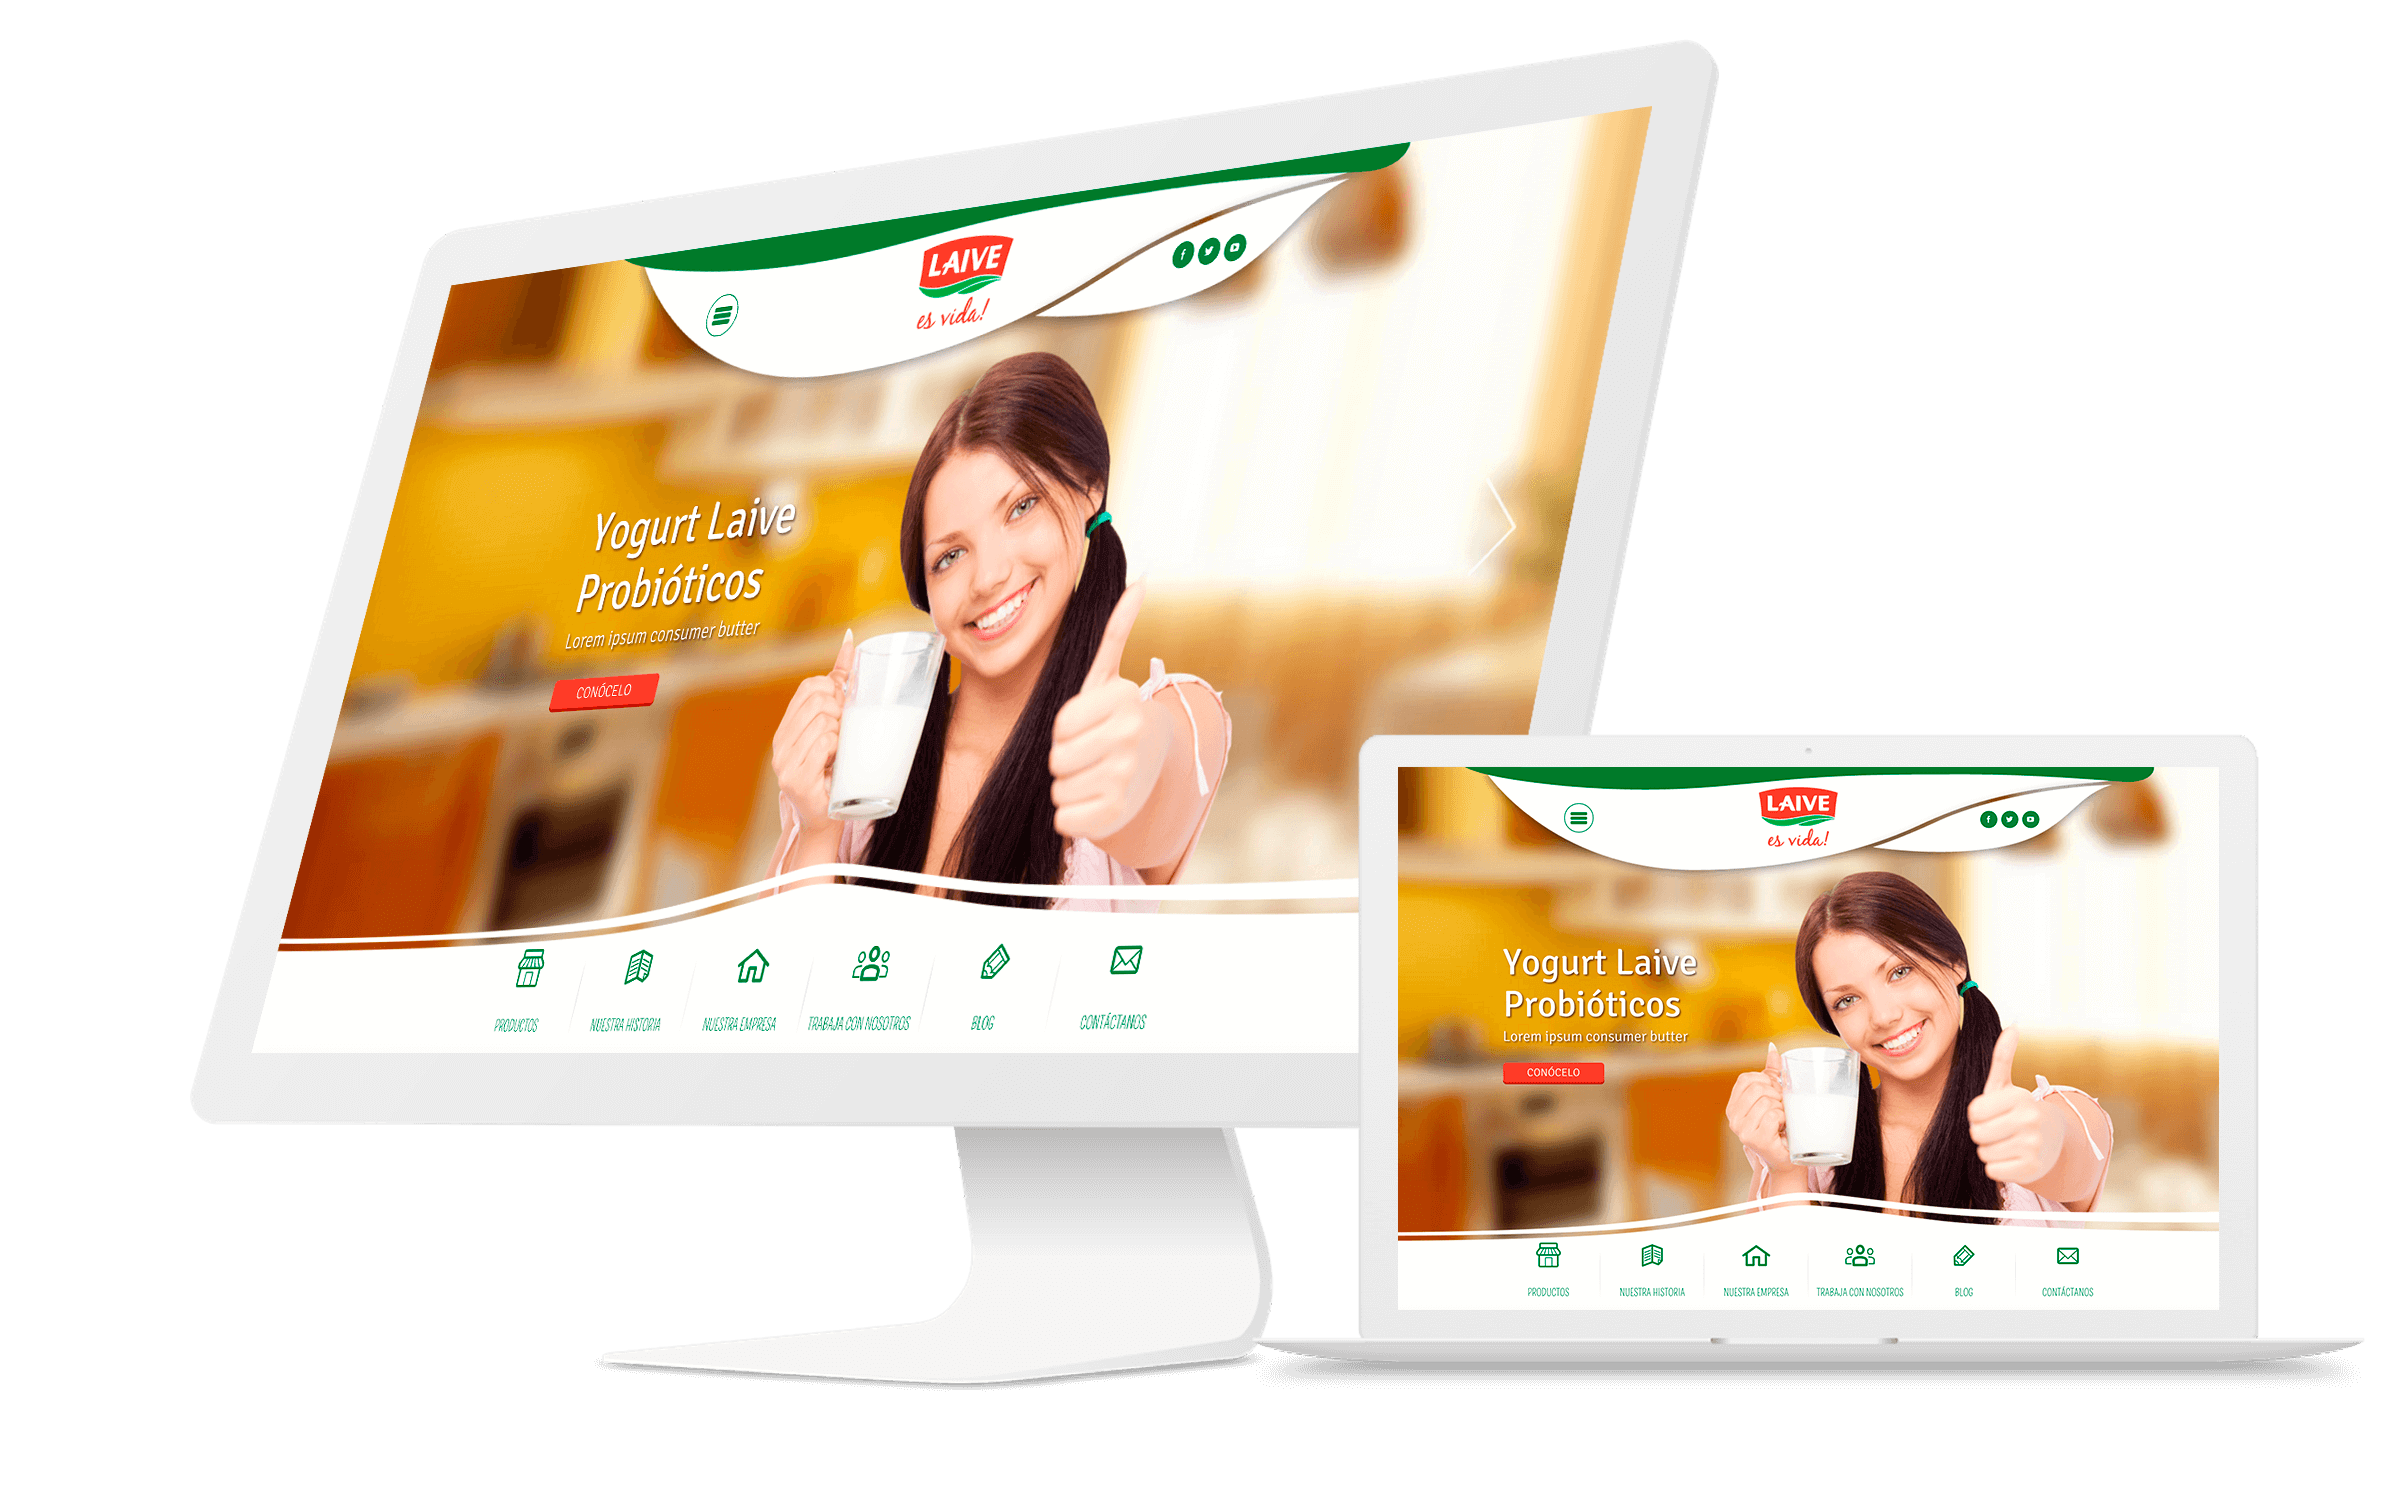 LAIVE
es vida!
Yogurt Laive
Probióticos
Lorem ipsum consumer butter
CONÓCELO
PRODUCTOS
NUESTRA HISTORIA
NUESTRA EMPRESA
TRABAJA CON NOSOTROS
BLOG
CONTÁCTANOS
LAIVE
es vida!
Yogurt Laive
Probióticos
Lorem ipsum consumer butter
CONÓCELO
PRODUCTOS
NUESTRA HISTORIA
NUESTRA EMPRESA
TRABAJA CON NOSOTROS
BLOG
CONTÁCTANOS